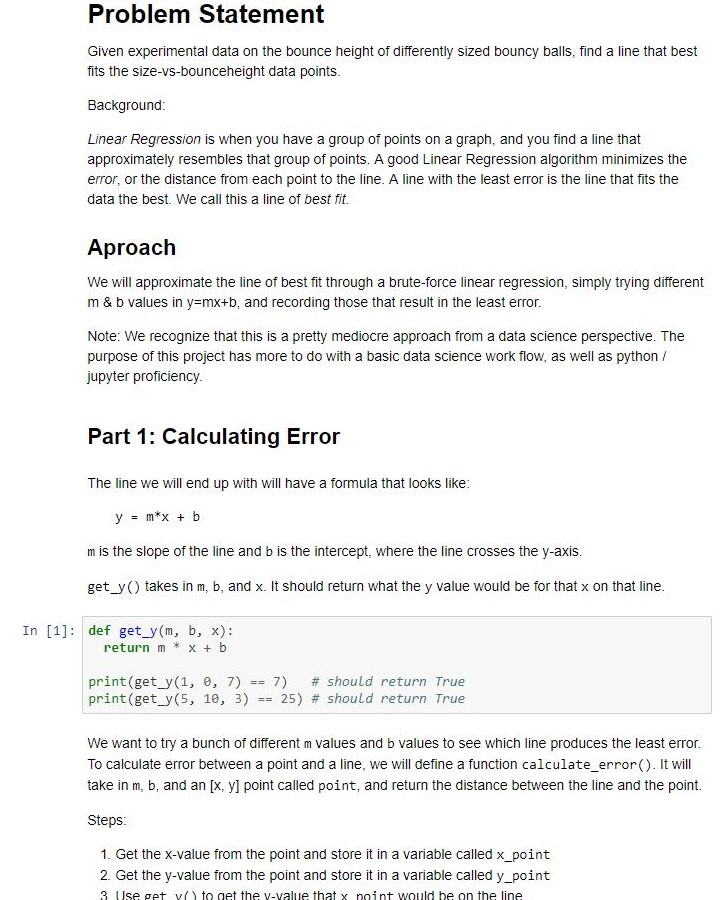 Problem Statement
Given experimental data on the bounce height of differently sized bouncy balls, find a line that best
fits the size-vs-bounceheight data points.
Background:
Linear Regression is when you have a group of points on a graph, and you find a line that
approximately resembles that group of points. A good Linear Regression algorithm minimizes the
error, or the distance from each point to the line. A line with the least error is the line that fits the
data the best. We call this a line of best fit.
Aproach
We will approximate the line of best fit through a brute-force linear regression, simply trying different
m & b values in y=mx+b, and recording those that result in the least error.
Note: We recognize that this is a pretty mediocre approach from a data science perspective. The
purpose of this project has more to do with a basic data science work flow, as well as python /
jupyter proficiency.
Part 1: Calculating Error
The line we will end up with will have a formula that looks like:
y = m*x + b
m is the slope of the line and b is the intercept, where the line crosses the y-axis.
get_y() takes in m, b, and x. It should return what the y value would be for that x on that line.
In [1]: def get_y(m, b, x):
return m * x + b
print(get_y(1, 0, 7) == 7) # should return True
print(get_y(5, 10, 3) == 25) # should return True
We want to try a bunch of different m values and b values to see which line produces the least error.
To calculate error between a point and a line, we will define a function calculate_error(). It will
take in m, b, and an [x, y] point called point, and return the distance between the line and the point.
Steps:
1. Get the x-value from the point and store it in a variable called x_point
2. Get the y-value from the point and store it in a variable called y_point
3. Use get_y() to get the y-value that x_point would be on the line